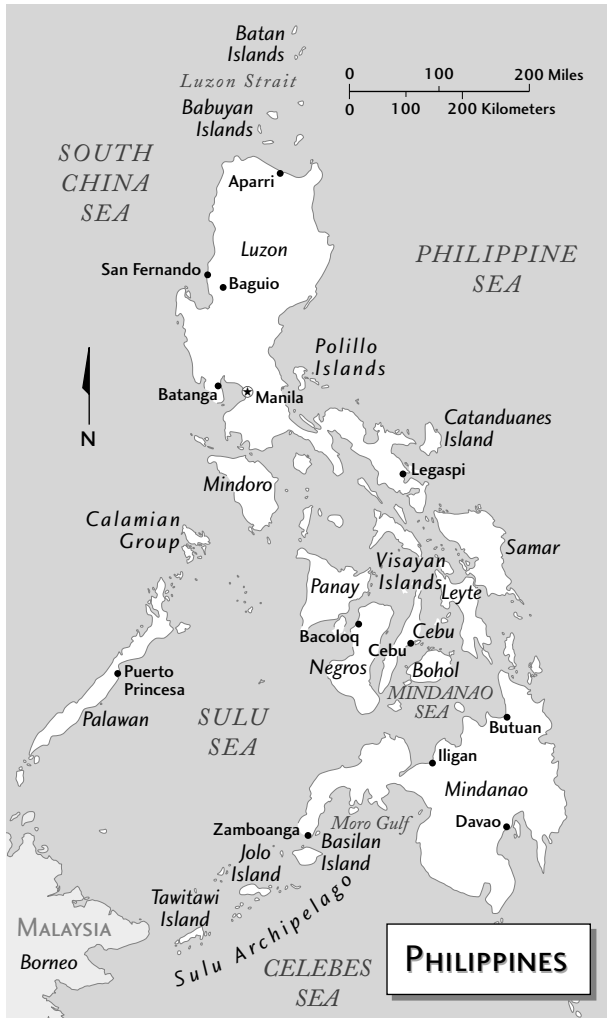 Batan
Islands
Luzon Strait
0 100 200 Miles
0 100 200 Kilometers
Babuyan
Islands
SOUTH
CHINA
SEA
Aparri
Luzon
PHILIPPINE
SEA
San Fernando
Baguio
Polillo
Islands
Batanga
Manila
N
Catanduanes
Island
Legaspi
Mindoro
Calamian
Group
Samar
Visayan
Islands
Panay
Leyte
Bacoloq
Cebu
Cebu
Negros
Bohol
Puerto
Princesa
MINDANAO
SEA
Palawan
SULU
SEA
Butuan
Iligan
Mindanao
Zamboanga
Moro Gulf
Davao
Basilan
Island
Jolo
Island
Tawitawi
Island
Sulu Archipelago
MALAYSIA
Borneo
CELEBES
SEA
PHILIPPINES